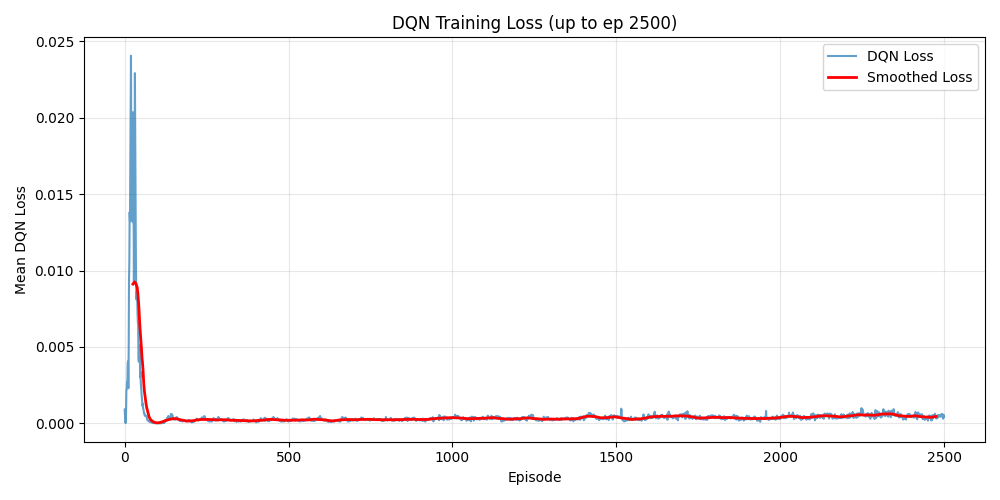 DQN Training Loss (up to ep 2500)
DQN Loss
Smoothed Loss
Mean DQN Loss
0.025
0.020
0.015
0.010
0.005
0.000
0
500
1000
1500
2000
2500
Episode